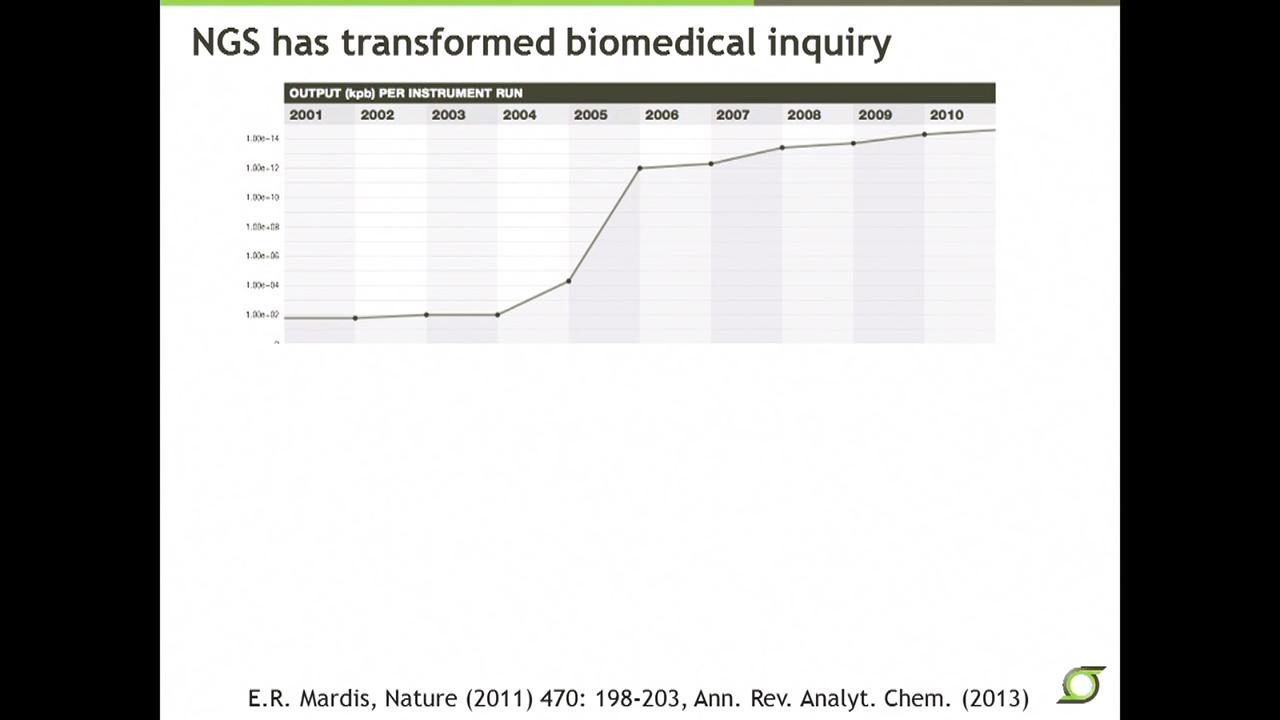 NGS has transformed biomedical inquiry
OUTPUT (kpb) PER INSTRUMENT RUN
2001 2002 2003 2004 2005 2006 2007 2008 2009 2010
1.00e+14
1.00e+12
1.00e+10
1.00e+08
1.00e+06
1.00e+04
1.00e+02
E.R. Mardis, Nature (2011) 470: 198-203, Ann. Rev. Analyt. Chem. (2013)